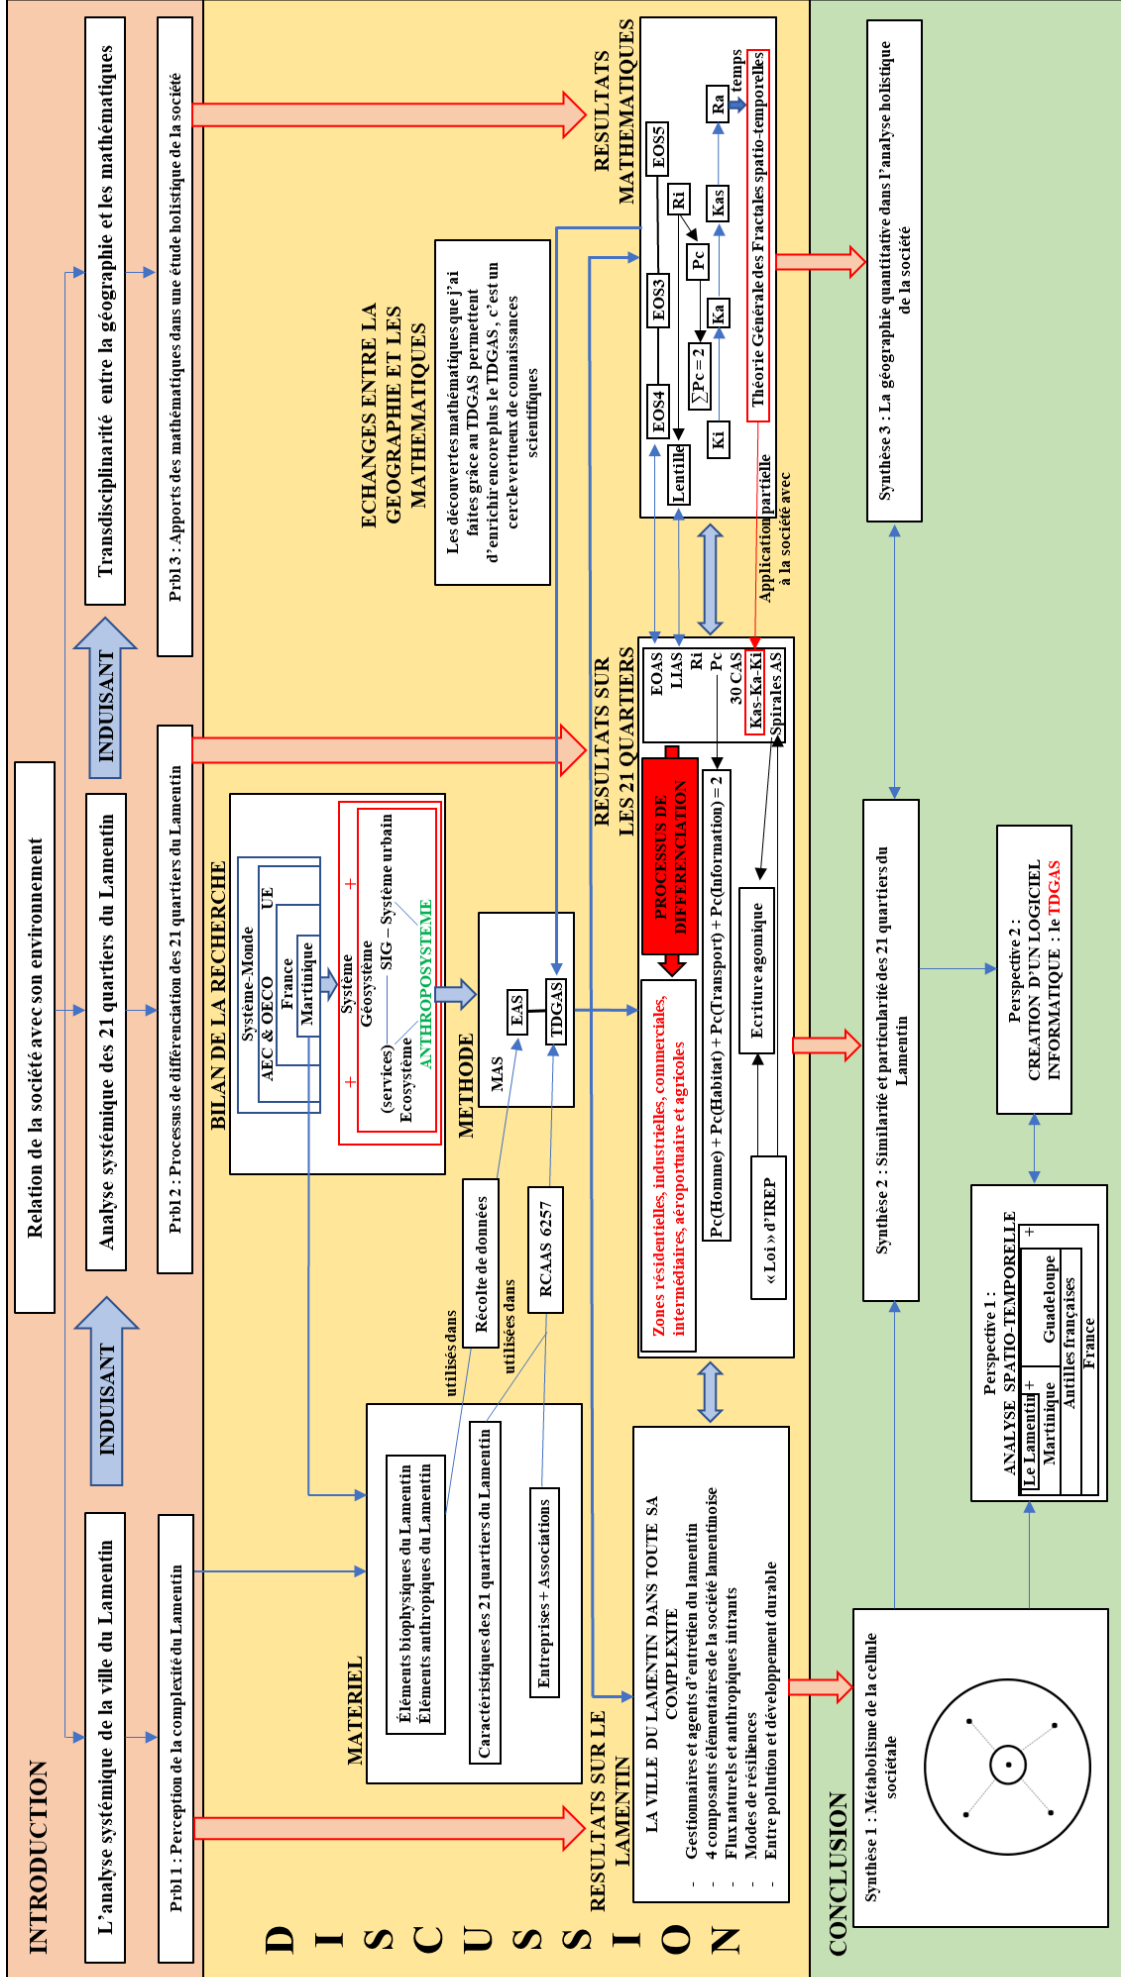 INTRODUCTION
Relation de la société avec son environnement
L'analyse systémique de la ville du Lamentin
INDUISANT
Analyse systémique des 21 quartiers du Lamentin
INDUISANT
Transdisciplinarité entre la géographie et les mathématiques
Prbl 1 : Perception de la complexité du Lamentin
Prbl 2 : Processus de différenciation des 21 quartiers du Lamentin
Prbl 3 : Apports des mathématiques dans une étude holistique de la société
DISCUSSION
MATERIEL
Éléments biophysiques du Lamentin
Éléments anthropiques du Lamentin
Caractéristiques des 21 quartiers du Lamentin
Entreprises + Associations
utilisés dans
Récolte de données
utilisées dans
RCAAS 6257
BILAN DE LA RECHERCHE
Système-Monde
AEC & OECO
UE
France
Martinique
+
+
Système
Géosystème
(services)
SIG – Système urbain
Ecosystème
ANTHROPOSYSTEME
METHODE
MAS
EAS
TDGAS
ECHANGES ENTRE LA
GEOGRAPHIE ET LES
MATHEMATIQUES
Les découvertes mathématiques que j'ai
faites grâce au TDGAS permettent
d'enrichir encore plus le TDGAS , c'est un
cercle vertueux de connaissances
scientifiques
RESULTATS SUR LE
LAMENTIN
LA VILLE DU LAMENTIN DANS TOUTE SA
COMPLEXITE
- Gestionnaires et agents d'entretien du lamentin
- 4 composants élémentaires de la société lamentinoise
- Flux naturels et anthropiques intrants
- Modes de résiliences
- Entre pollution et développement durable
RESULTATS SUR
LES 21 QUARTIERS
Zones résidentielles, industrielles, commerciales,
intermédiaires, aéroportuaire et agricoles
PROCESSUS DE
DIFFERENCIATION
EOAS
LIAS
Ri
Pc
30 CAS
Kas-Ka-Ki
Spirales AS
Pc(Homme) + Pc(Habitat) + Pc(Transport) + Pc(Information) = 2
Ecriture agomique
« Loi » d'IREP
RESULTATS
MATHEMATIQUES
EOS4
EOS3
EOS5
Lentille
Ri
Pc
∑Pc = 2
Ki
Ka
Kas
Ra
temps
Théorie Générale des Fractales spatio-temporelles
Application partielle
à la société avec
CONCLUSION
Synthèse 1 : Métabolisme de la cellule
sociétale
Synthèse 2 : Similarité et particularité des 21 quartiers du
Lamentin
Synthèse 3 : La géographie quantitative dans l'analyse holistique
de la société
Perspective 1 :
ANALYSE SPATIO-TEMPORELLE
Le Lamentin +
+
Martinique
Guadeloupe
Antilles françaises
France
Perspective 2 :
CREATION D'UN LOGICIEL
INFORMATIQUE : le TDGAS